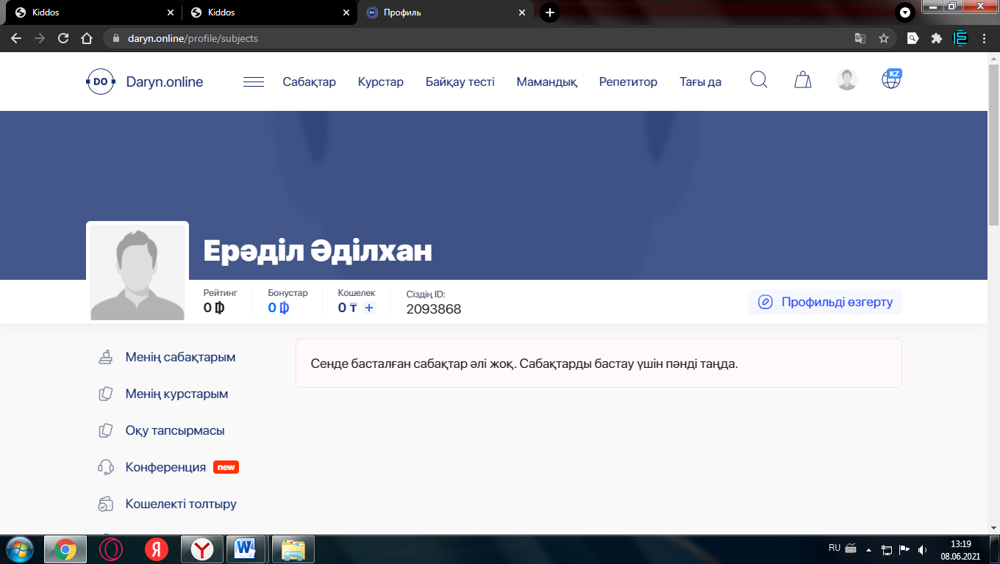 Kiddos
Kiddos
Профиль
daryn.online/profile/subjects
DO
Daryn.online
Сабақтар
Курстар
Байқау тесті
Мамандық
Репетитор
Тағы да
KZ
Ерәділ Әділхан
Рейтинг
0
Бонустар
0
Кошелек
0 ₸ +
Сіздің ID:
2093868
Профильді өзгерту
Менің сабақтарым
Сенде басталған сабақтар әлі жоқ. Сабақтарды бастау үшін пәнді таңда.
Менің курстарым
Оқу тапсырмасы
Конференция new
Кошелекті толтыру
RU
13:19
08.06.2021